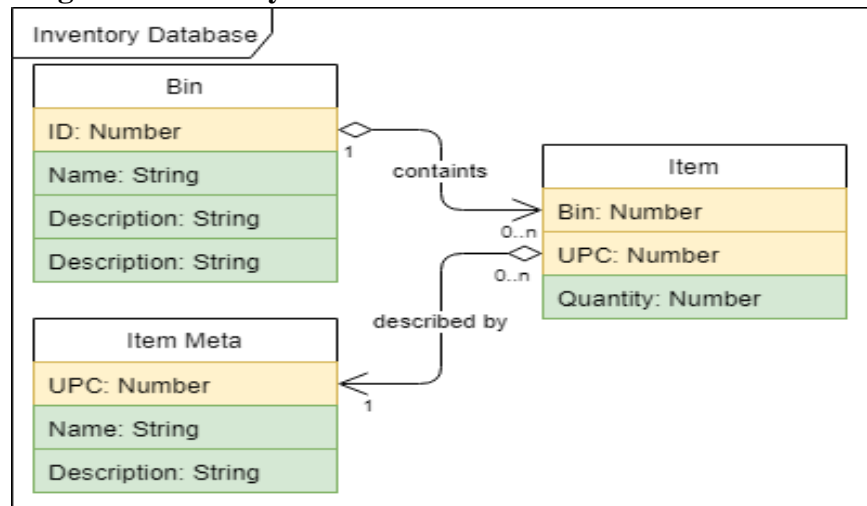 Inventory Database
Bin
ID: Number
Name: String
Description: String
Description: String
1
containts
0..n
Item
Bin: Number
UPC: Number
Quantity: Number
0..n
described by
1
Item Meta
UPC: Number
Name: String
Description: String